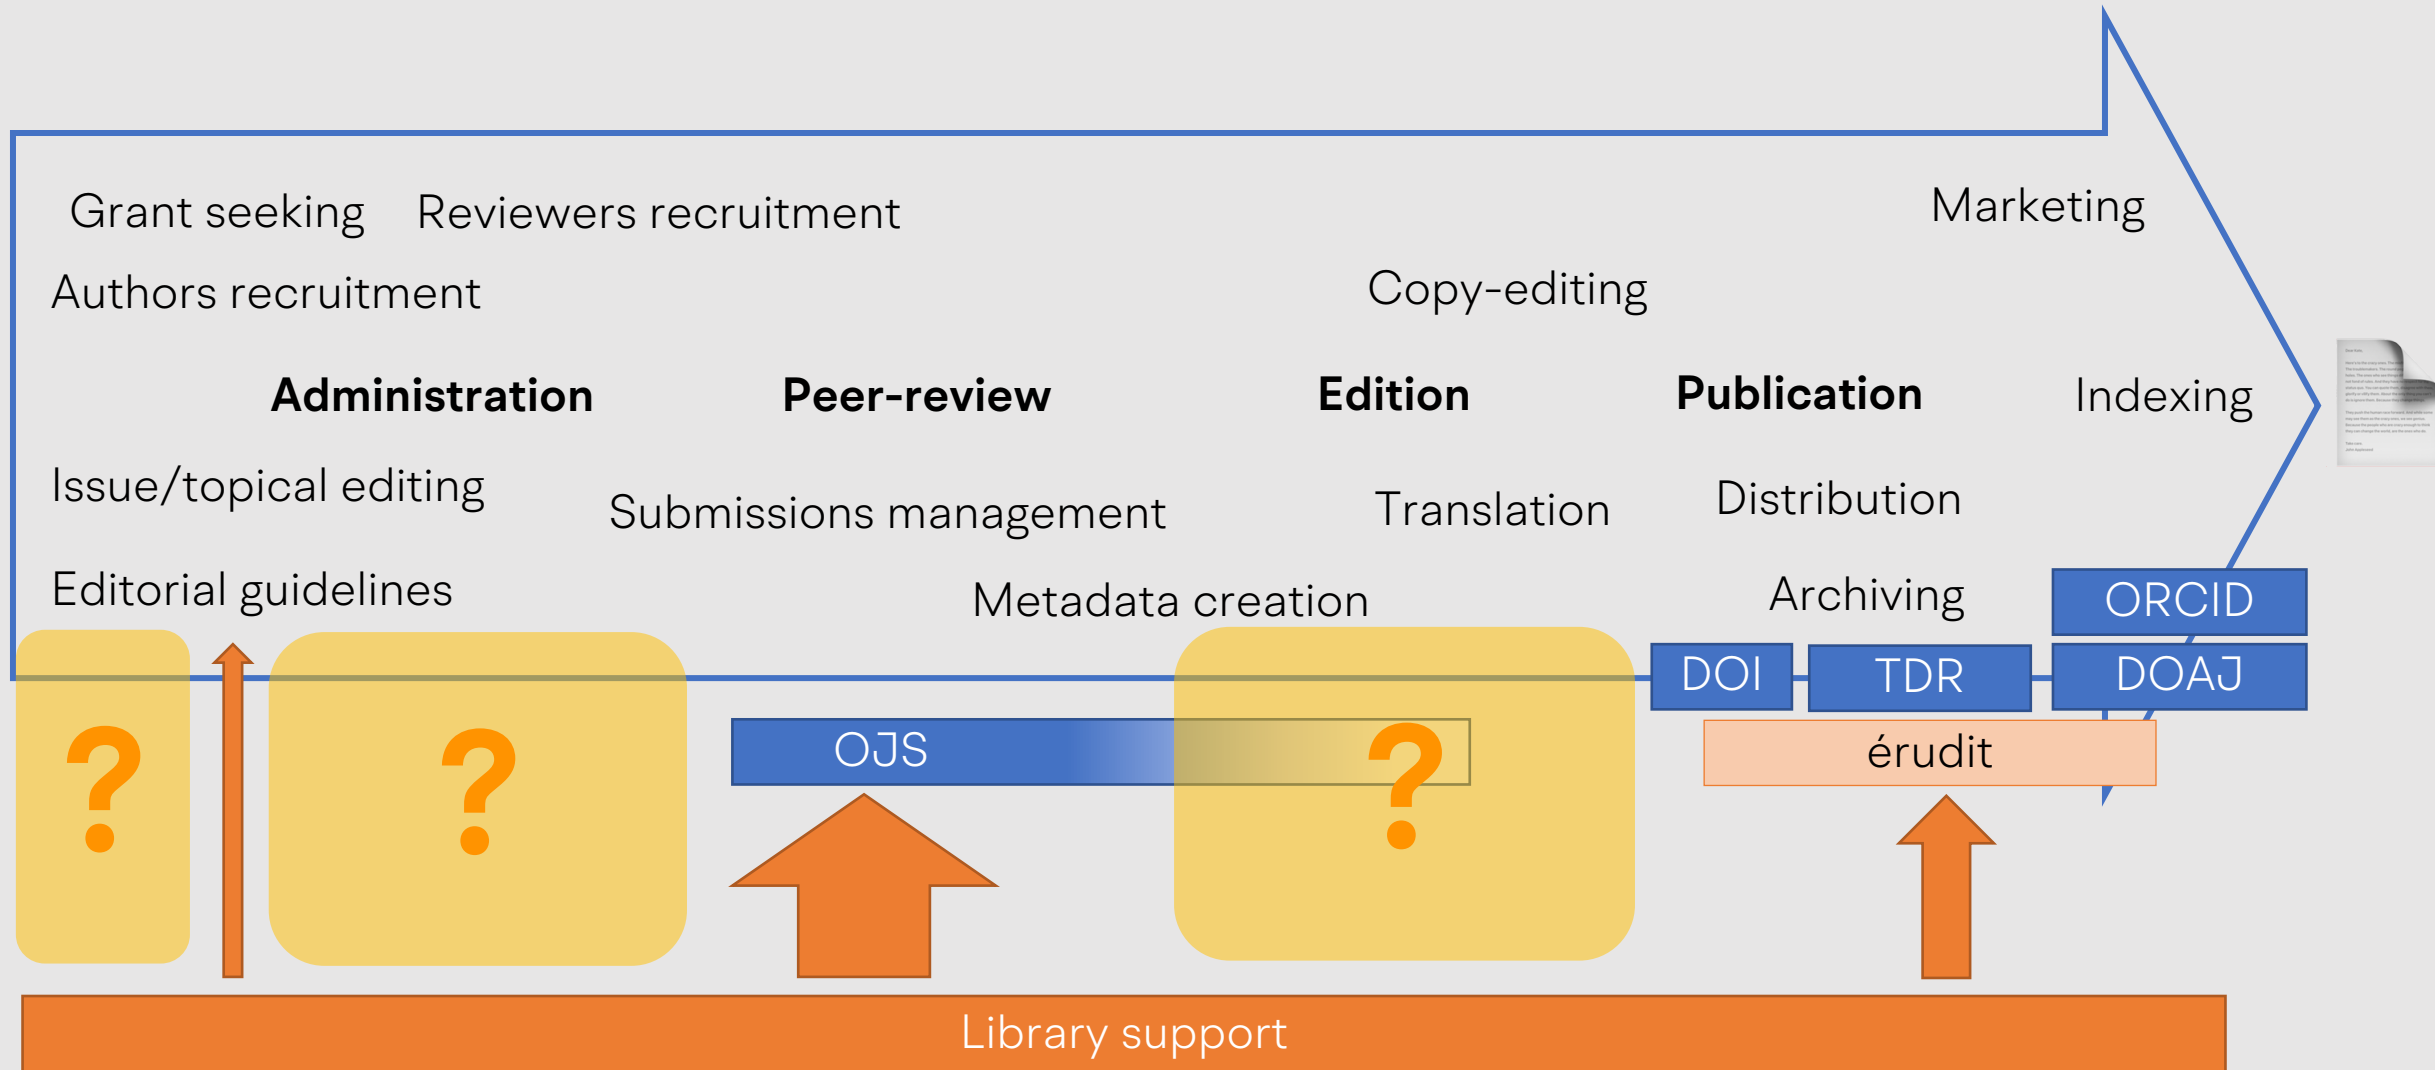 Grant seeking
Reviewers recruitment
Marketing
Authors recruitment
Copy-editing
Administration
Peer-review
Edition
Publication
Indexing
Issue/topical editing
Submissions management
Translation
Distribution
Editorial guidelines
Metadata creation
Archiving
ORCID
DOI
TDR
DOAJ
?
?
OJS
?
érudit
Library support